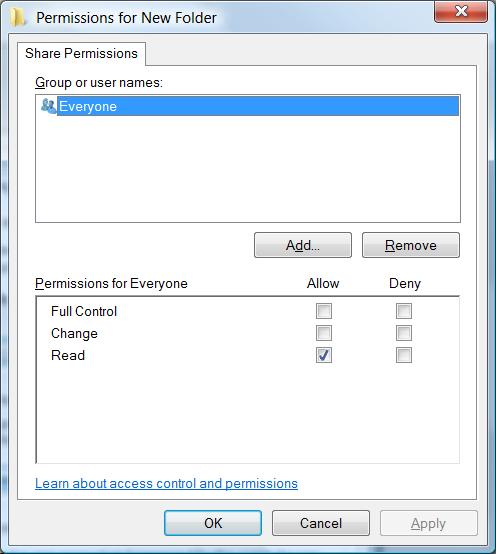 Permissions for New Folder
Share Permissions
Group or user names:
Everyone
Add... Remove
Permissions for Everyone Allow Deny
Full Control
Change
Read
Learn about access control and permissions
OK Cancel Apply